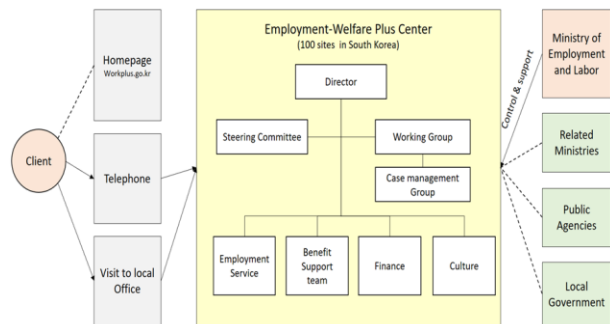 Employment-Welfare Plus Center
(100 sites in South Korea)
Homepage
Workplus.go.kr
Client
Telephone
Visit to local
Office
Director
Steering Committee
Working Group
Case management
Group
Employment
Service
Benefit
Support
team
Finance
Culture
Control & support
Ministry of
Employment
and Labor
Related
Ministries
Public
Agencies
Local
Government